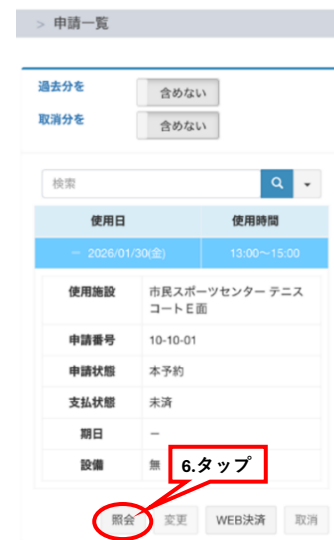 > 申請一覧
過去分を 含めない
取消分を 含めない
検索
使用日 使用時間
− 2026/01/30(金) 13:00〜15:00
使用施設 市民スポーツセンター テニス
コートE面
申請番号 10-10-01
申請状態 本予約
支払状態 未済
期日 −
設備 無
6.タップ
照会 変更 WEB決済 取消